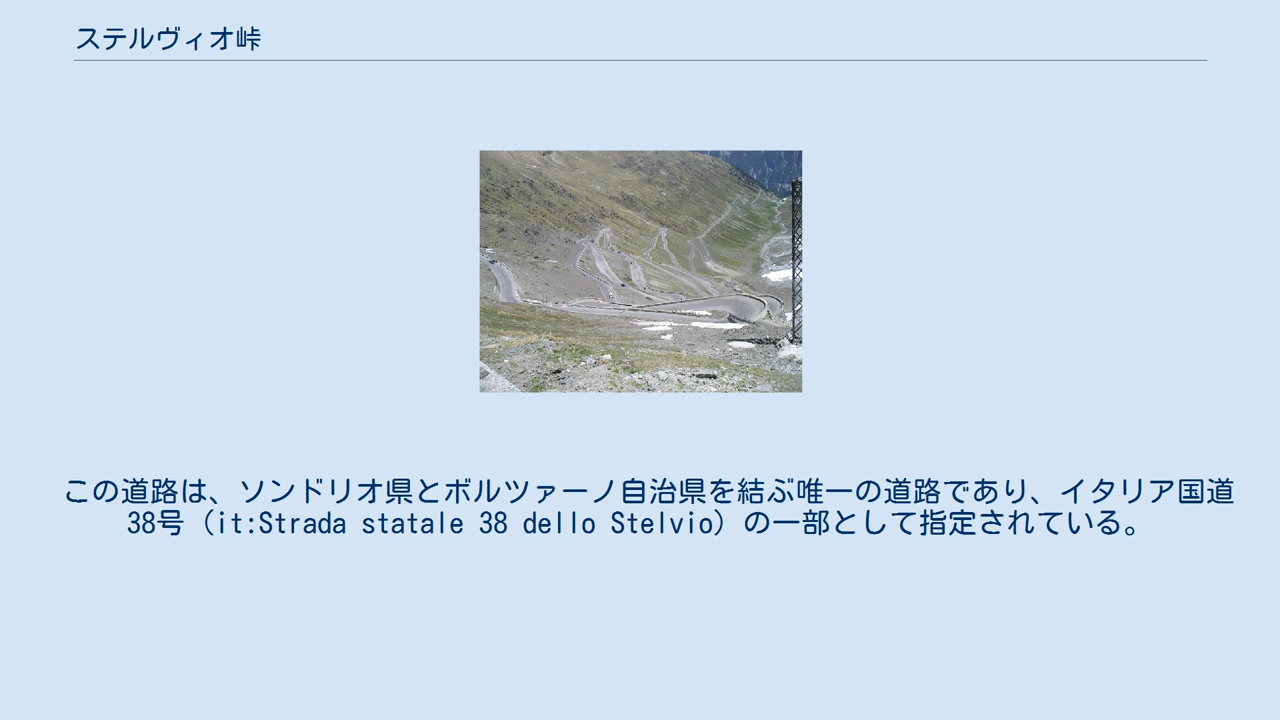 ステルヴィオ峠
この道路は、ソンドリオ県とボルツァーノ自治県を結ぶ唯一の道路であり、イタリア国道
38号（it:Strada statale 38 dello Stelvio）の一部として指定されている。